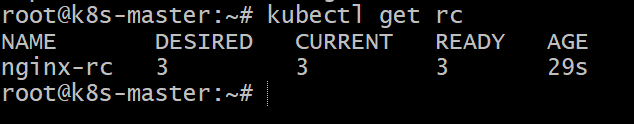 root@k8s-master:~# kubectl get rc
NAME DESIRED CURRENT READY AGE
nginx-rc 3 3 3 29s
root@k8s-master:~#